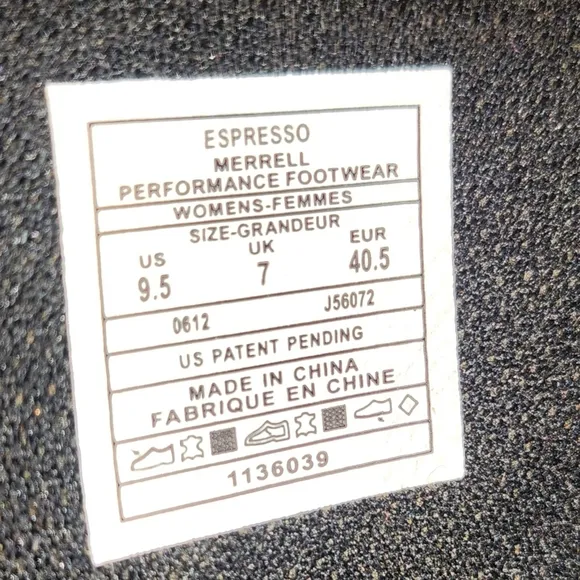 ESPRESSO
MERRELL
PERFORMANCE FOOTWEAR
WOMENS-FEMMES
SIZE-GRANDEUR
US UK EUR
9.5 7 40.5
0612 J56072
US PATENT PENDING
MADE IN CHINA
FABRIQUE EN CHINE
1136039